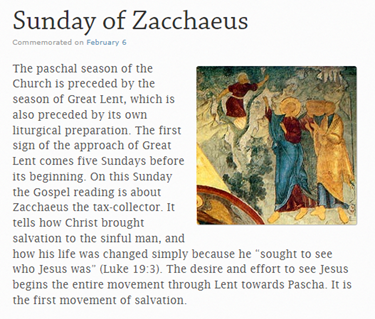 Sunday of Zacchaeus
Commemorated on February 6
The paschal season of the
Church is preceded by the
season of Great Lent, which is
also preceded by its own
liturgical preparation. The first
sign of the approach of Great
Lent comes five Sundays before
its beginning. On this Sunday
the Gospel reading is about
Zacchaeus the tax-collector. It
tells how Christ brought
salvation to the sinful man, and
how his life was changed simply because he “sought to see
who Jesus was” (Luke 19:3). The desire and effort to see Jesus
begins the entire movement through Lent towards Pascha. It is
the first movement of salvation.